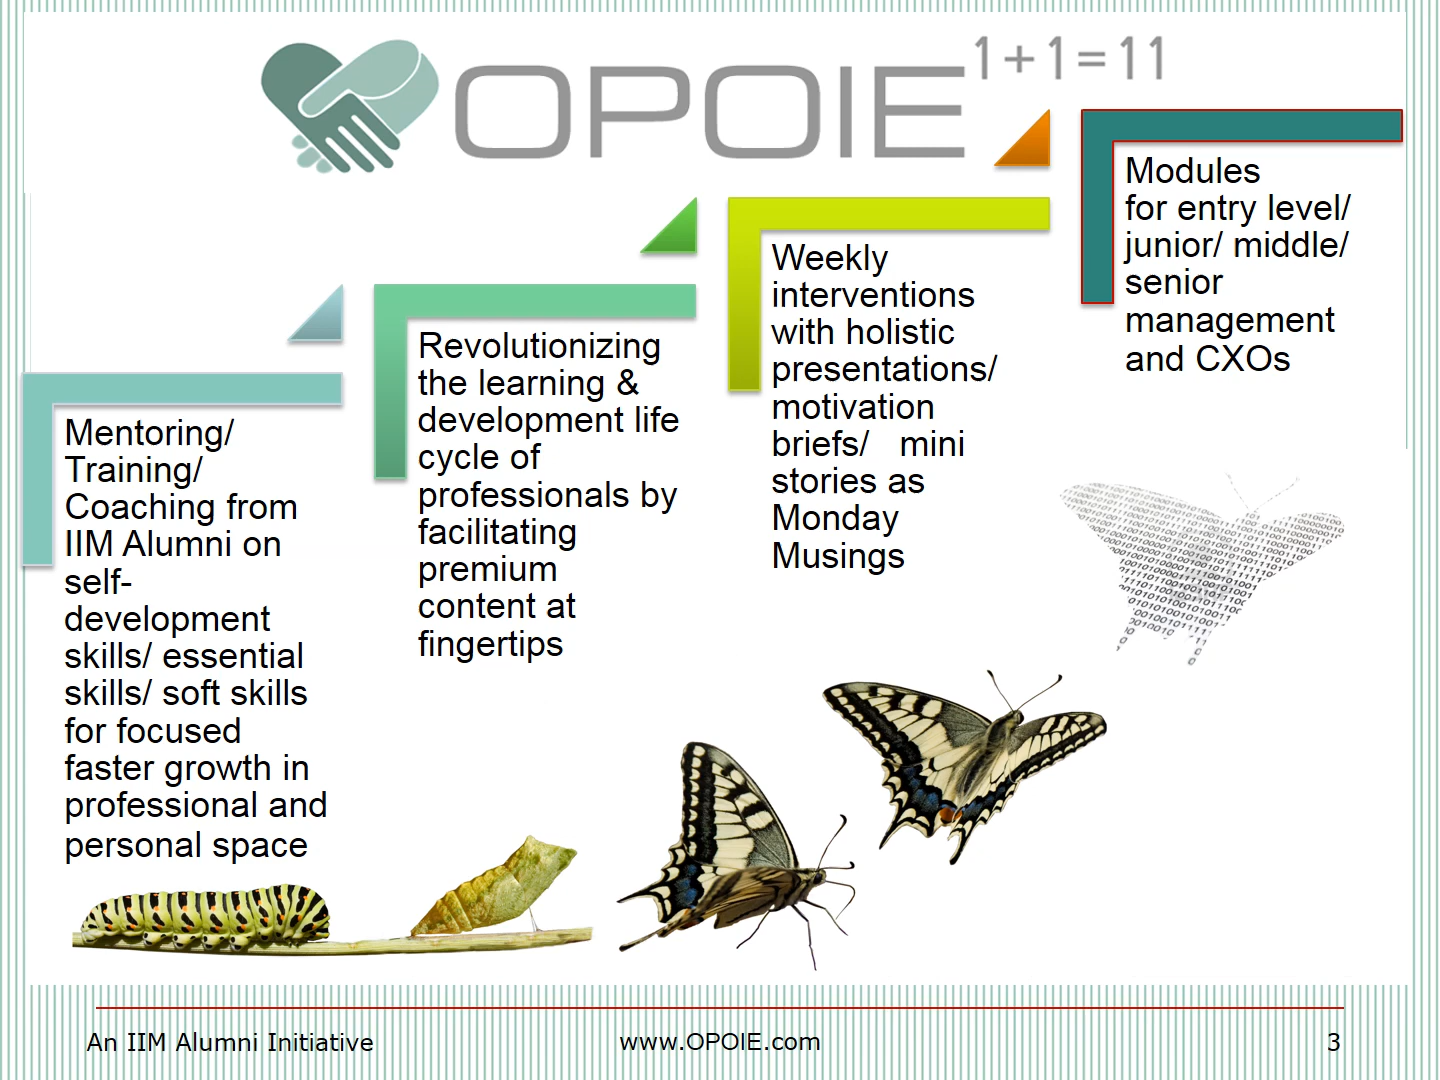 OPOIE 1+1=11
Mentoring/
Training/
Coaching from
IIM Alumni on
self-
development
skills/ essential
skills/ soft skills
for focused
faster growth in
professional and
personal space
Revolutionizing
the learning &
development life
cycle of
professionals by
facilitating
premium
content at
fingertips
Weekly
interventions
with holistic
presentations/
motivation
briefs/   mini
stories as
Monday
Musings
Modules
for entry level/
junior/ middle/
senior
management
and CXOs
An IIM Alumni Initiative
www.OPOIE.com
3